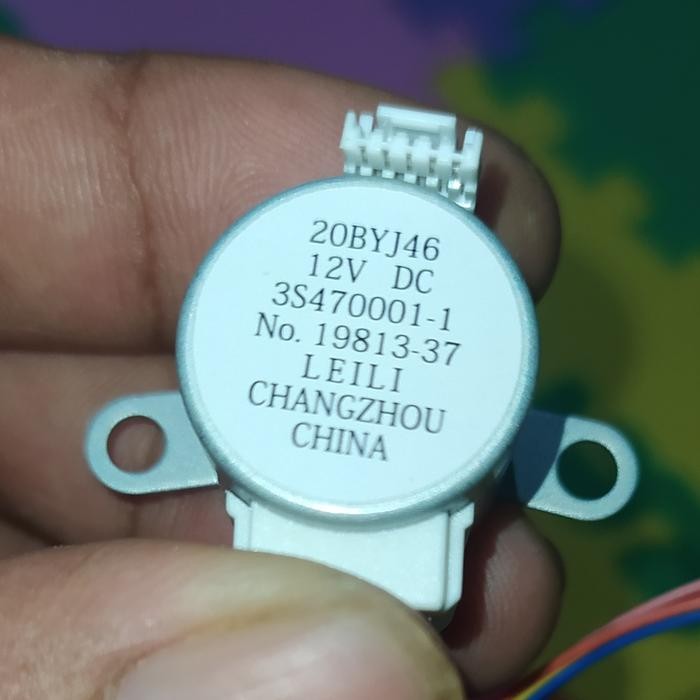 20BYJ46
12V DC
3S470001-1
No. 19813-37
LEILI
CHANGZHOU
CHINA